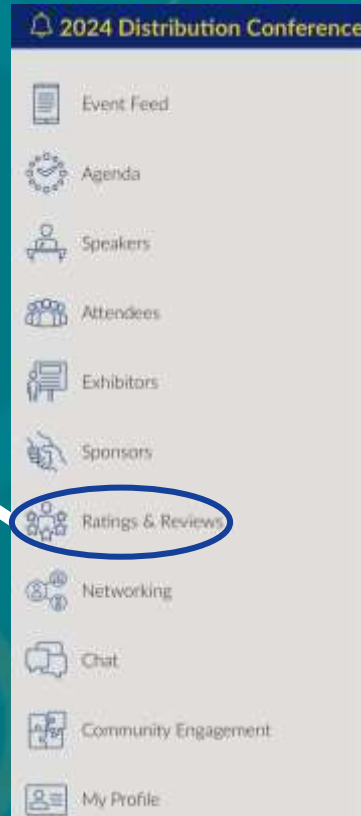 2024 Distribution Conference
Event Feed
Agenda
Speakers
Attendees
Exhibitors
Sponsors
Ratings & Reviews
Networking
Chat
Community Engagement
My Profile